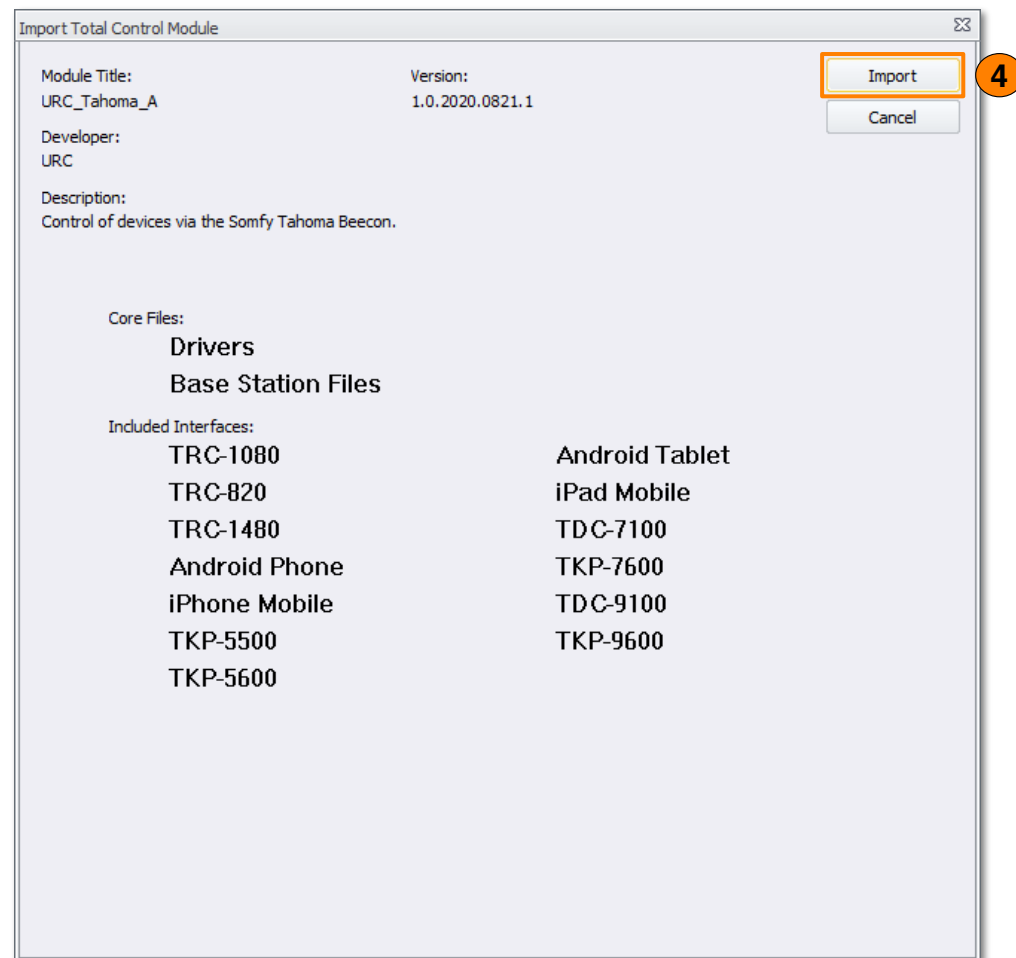 Import Total Control Module
Module Title:
URC_Tahoma_A
Version:
1.0.2020.0821.1
Import
4
Cancel
Developer:
URC
Description:
Control of devices via the Somfy Tahoma Beecon.
Core Files:
Drivers
Base Station Files
Included Interfaces:
TRC-1080
TRC-820
TRC-1480
Android Phone
iPhone Mobile
TKP-5500
TKP-5600
Android Tablet
iPad Mobile
TDC-7100
TKP-7600
TDC-9100
TKP-9600